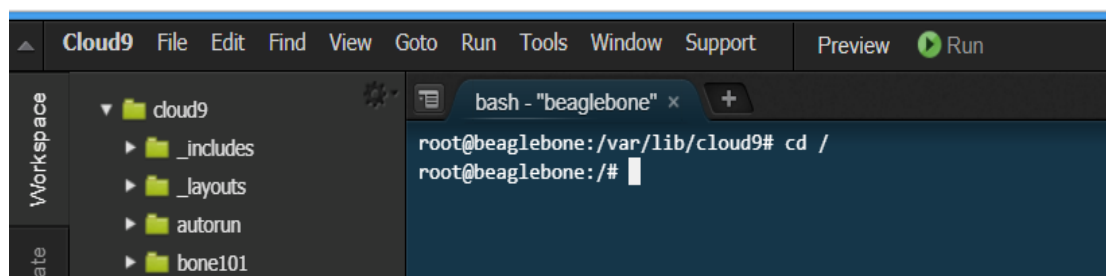 Cloud9 File Edit Find View Goto Run Tools Window Support Preview Run
Workspace
cloud9
_includes
_layouts
autorun
bone101
bash - "beaglebone" × +
root@beaglebone:/var/lib/cloud9# cd /
root@beaglebone:/#